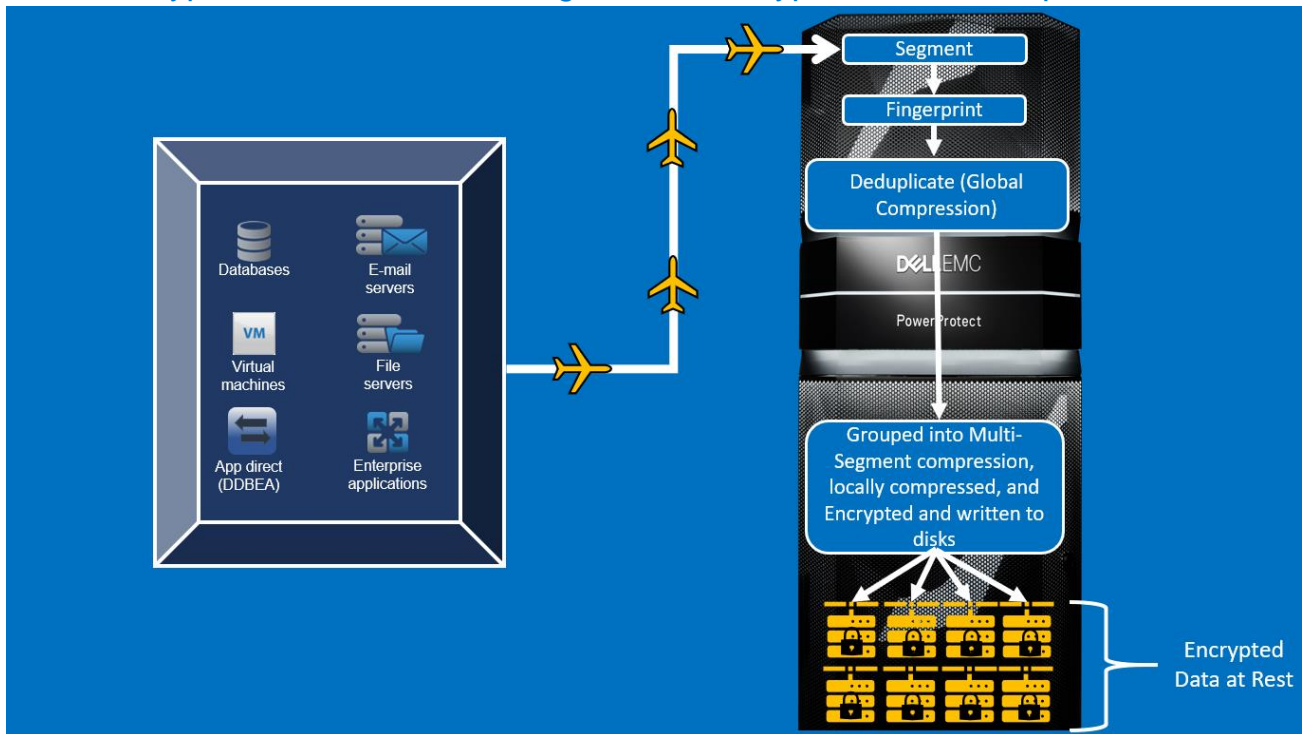 Segment
Fingerprint
Deduplicate (Global
Compression)
DELLEMC
PowerProtect
Databases
E-mail
servers
VM
Virtual
machines
File
servers
App direct
(DDBEA)
Enterprise
applications
Grouped into Multi-
Segment compression,
locally compressed, and
Encrypted and written to
disks
Encrypted
Data at Rest